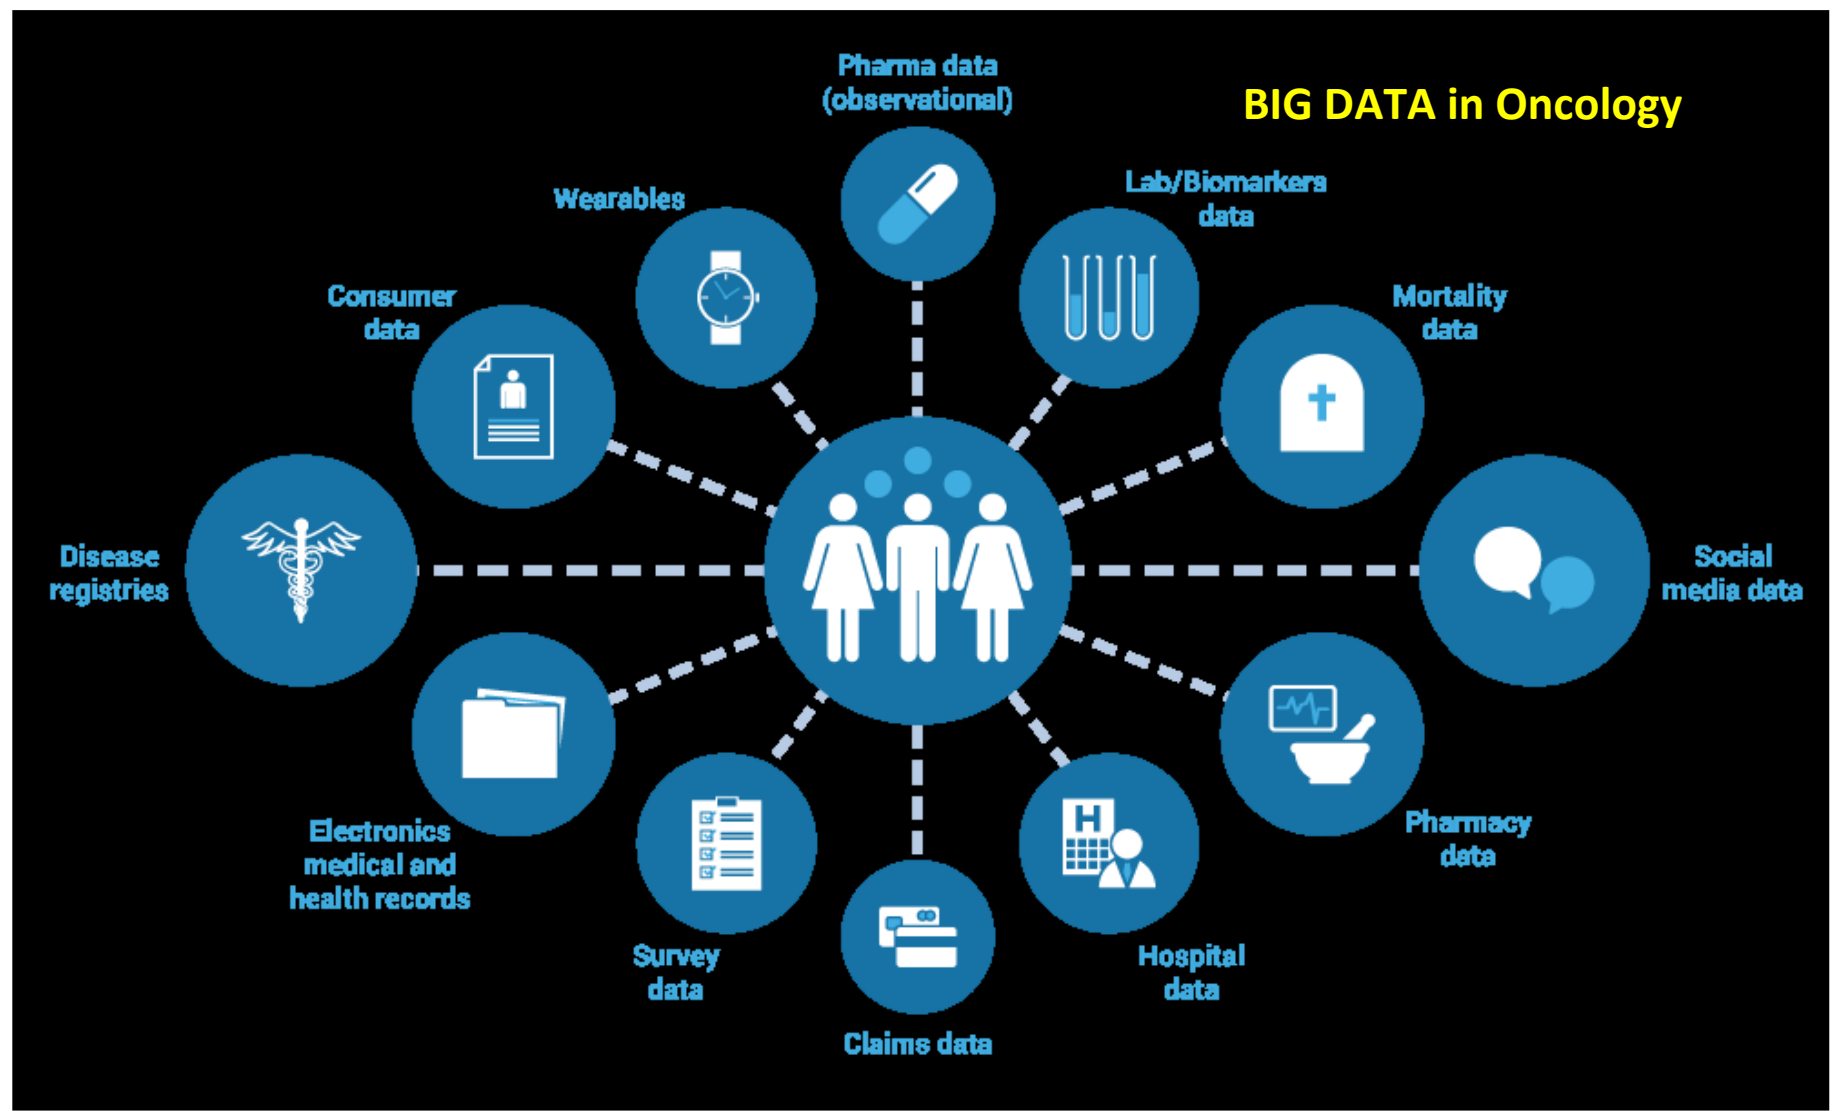 BIG DATA in Oncology
Pharma data
(observational)
Lab/Biomarkers
data
Mortality
data
Social
media data
Pharmacy
data
Hospital
data
Claims data
Survey
data
Electronics
medical and
health records
Disease
registries
Consumer
data
Wearables
H